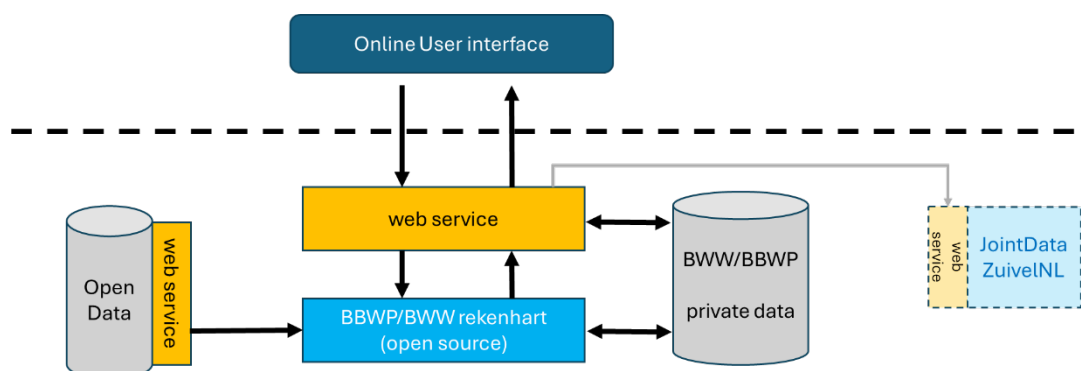 Online User interface
web service
Open
Data
web service
BBWP/BWW rekenhart
(open source)
BWW/BBWP
private data
web
service
JointData
ZuivelNL